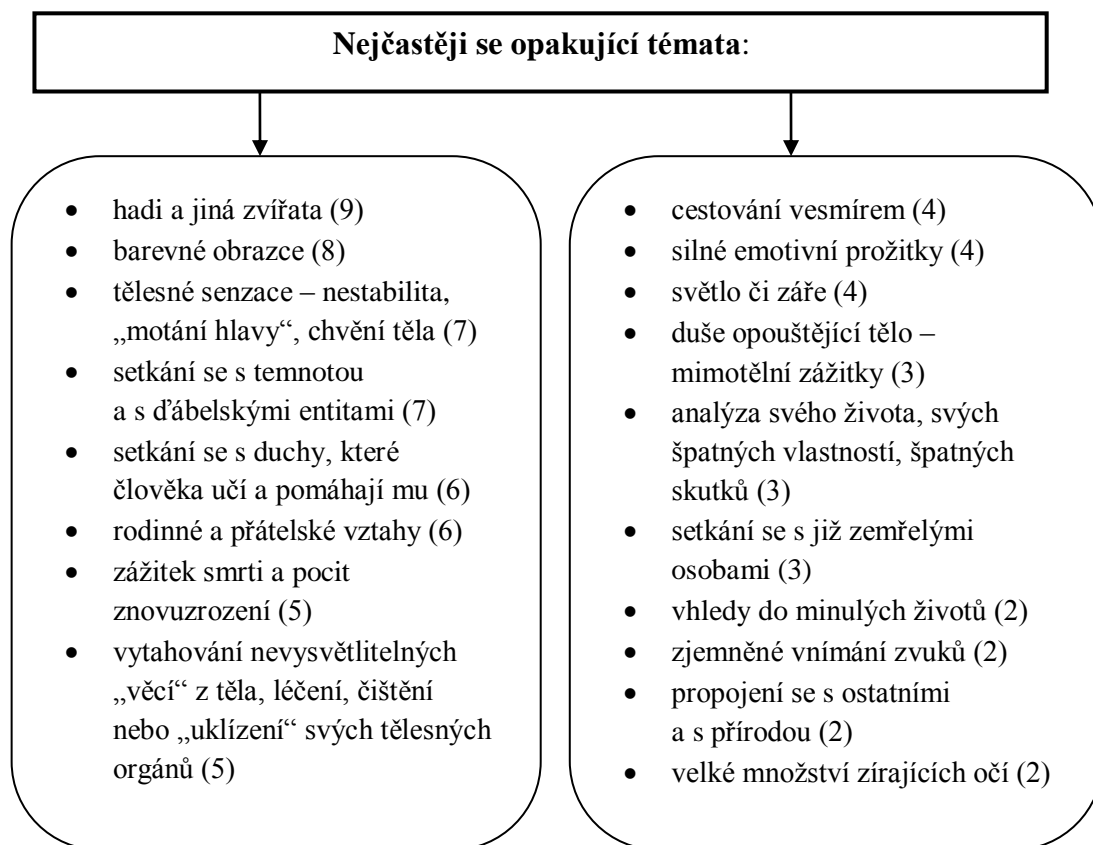 Nejčastěji se opakující témata:
• hadi a jiná zvířata (9)
• barevné obrazce (8)
• tělesné senzace – nestabilita,
„motání hlavy“, chvění těla (7)
• setkání se s temnotou
a s ďábelskými entitami (7)
• setkání se s duchy, které
člověka učí a pomáhají mu (6)
• rodinné a přátelské vztahy (6)
• zážitek smrti a pocit
znovuzrození (5)
• vytahování nevysvětlitelných
„věcí“ z těla, léčení, čištění
nebo „uklízení“ svých tělesných
orgánů (5)
• cestování vesmírem (4)
• silné emotivní prožitky (4)
• světlo či záře (4)
• duše opouštějící tělo –
mimotělní zážitky (3)
• analýza svého života, svých
špatných vlastností, špatných
skutků (3)
• setkání se s již zemřelými
osobami (3)
• vhledy do minulých životů (2)
• zjemněné vnímání zvuků (2)
• propojení se s ostatními
a s přírodou (2)
• velké množství zírajících očí (2)